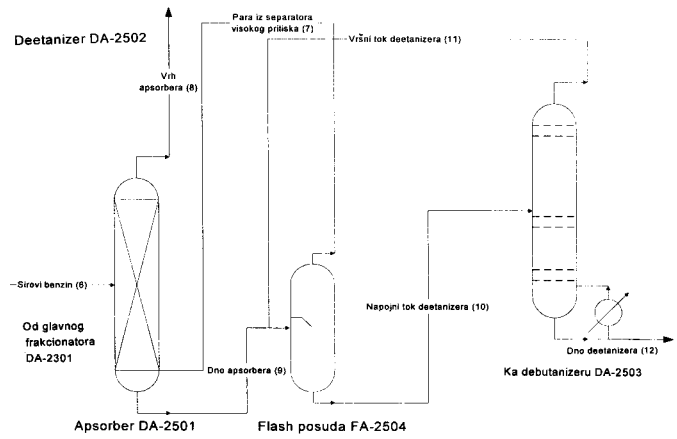 Para iz separatora
visokog priliska (7)
Deetanizer DA-2502
Vršni tok deetanizera (11)
Vrh
apsorbera (8)
Sirovi benzin (6)
Napojni tok deetanizera (10)
Od glavnog
frakcionatora
DA-2301
Dno apsorbera (9)
Dno deetanizera (12)
Ka debutanizeru DA-2503
Apsorber DA-2501
Flash posuda FA-2504